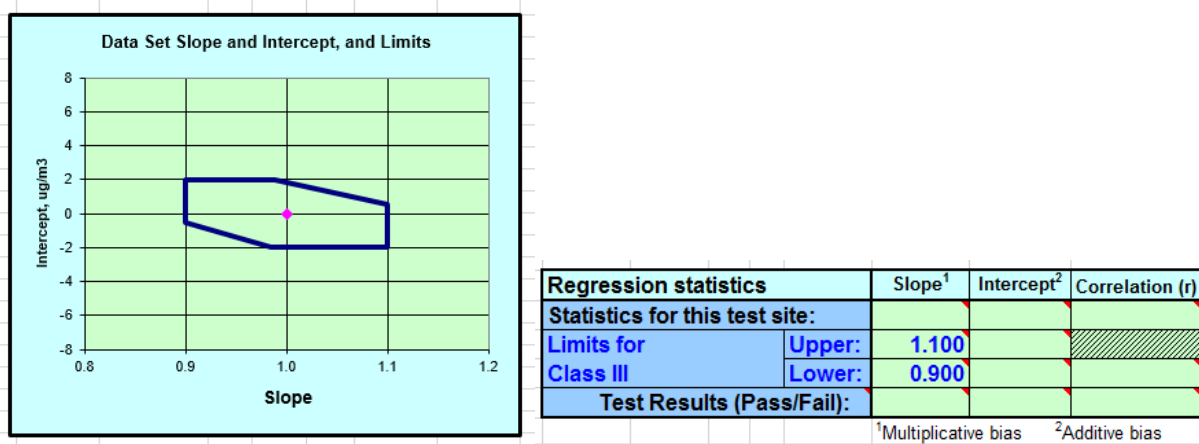 Data Set Slope and Intercept, and Limits
8
6
4
2
0
-2
-4
-6
-8
Intercept, ug/m3
0.8 0.9 1.0 1.1 1.2
Slope
Regression statistics Slope¹ Intercept² Correlation (r)
Statistics for this test site:
Limits for Upper: 1.100
Class III Lower: 0.900
Test Results (Pass/Fail):
¹Multiplicative bias ²Additive bias